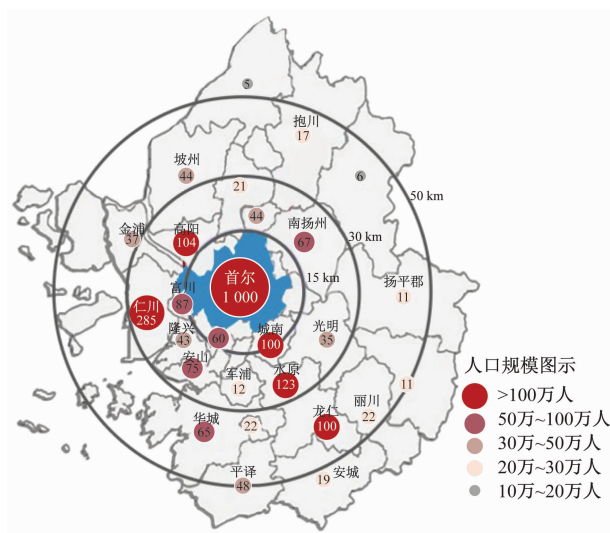 5
抱川
17
坡州
44
6
21
50 km
44
南扬州
67
金浦
37
高阳
104
30 km
首尔
1 000
15 km
扬平郡
11
富川
87
仁川
285
隆兴
43
60
城南
100
光明
35
安山
75
水原
123
军浦
12
11
人口规模图示
>100万人
50万~100万人
30万~50万人
20万~30万人
10万~20万人
丽川
22
龙仁
100
华城
65
22
平译
48
19
安城